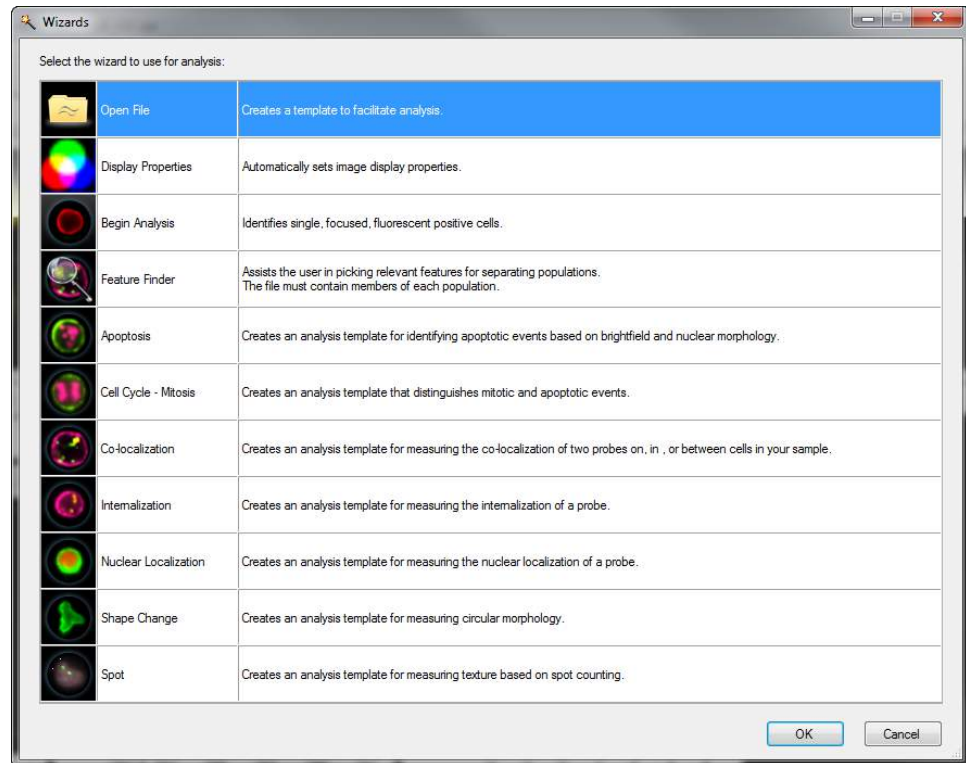 Wizards
Select the wizard to use for analysis:
Open File
Creates a template to facilitate analysis.
Display Properties
Automatically sets image display properties.
Begin Analysis
Identifies single, focused, fluorescent positive cells.
Feature Finder
Assists the user in picking relevant features for separating populations.
The file must contain members of each population.
Apoptosis
Creates an analysis template for identifying apoptotic events based on brightfield and nuclear morphology.
Cell Cycle - Mitosis
Creates an analysis template that distinguishes mitotic and apoptotic events.
Co-localization
Creates an analysis template for measuring the co-localization of two probes on, in , or between cells in your sample.
Internalization
Creates an analysis template for measuring the internalization of a probe.
Nuclear Localization
Creates an analysis template for measuring the nuclear localization of a probe.
Shape Change
Creates an analysis template for measuring circular morphology.
Spot
Creates an analysis template for measuring texture based on spot counting.
OK
Cancel